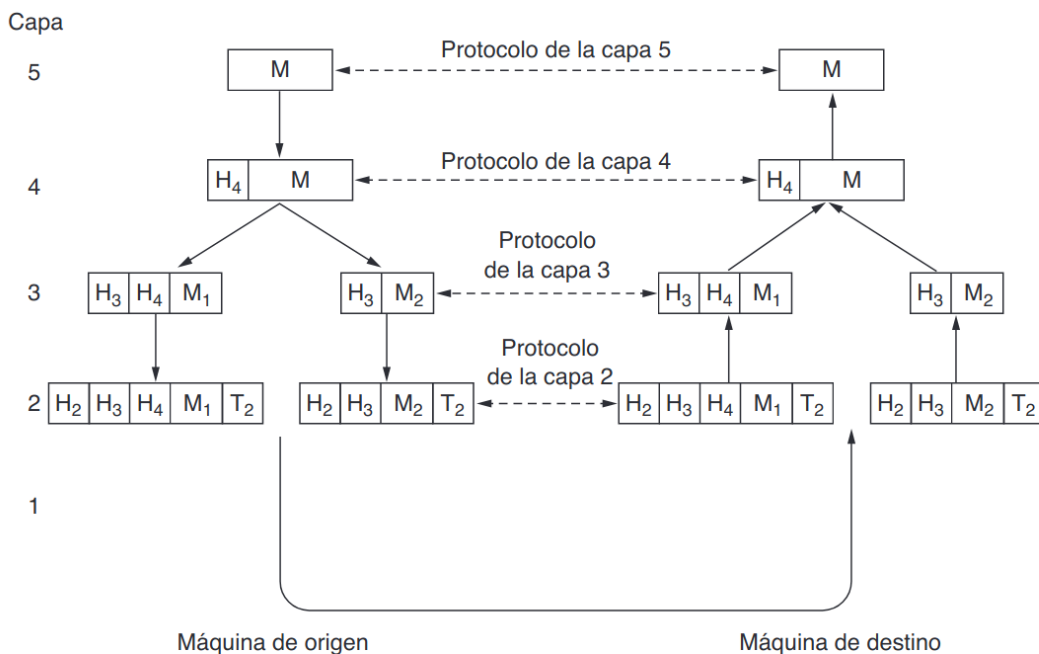 Capa
5
M
Protocolo de la capa 5
M
4
H₄ M
Protocolo de la capa 4
H₄ M
3
H₃ H₄ M₁
H₃ M₂
Protocolo
de la capa 3
H₃ H₄ M₁
H₃ M₂
2
H₂ H₃ H₄ M₁ T₂
H₂ H₃ M₂ T₂
Protocolo
de la capa 2
H₂ H₃ H₄ M₁ T₂
H₂ H₃ M₂ T₂
1
Máquina de origen
Máquina de destino